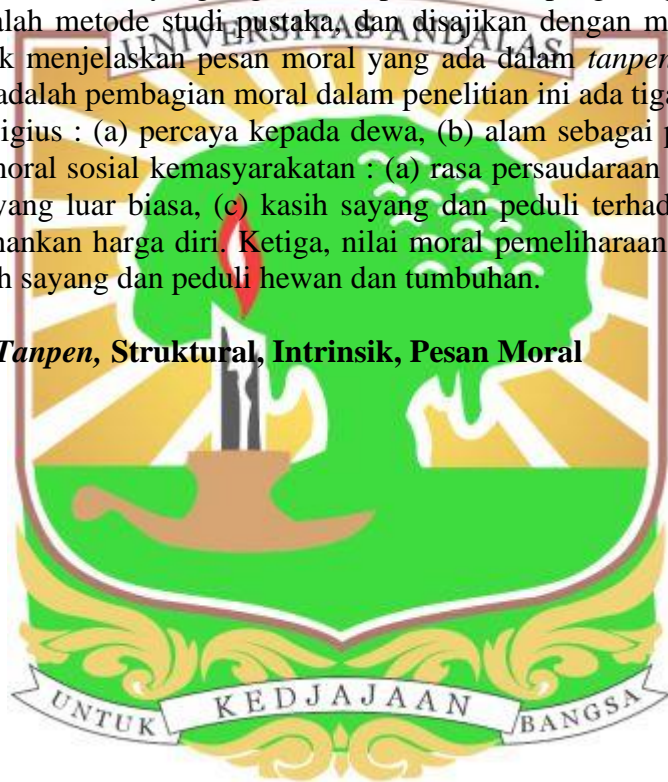 alah metode studi pustaka, dan disajikan dengan m
UNIVERSITAS ANDALAS
k menjelaskan pesan moral yang ada dalam tanpen
adalah pembagian moral dalam penelitian ini ada tiga
igius : (a) percaya kepada dewa, (b) alam sebagai p
moral sosial kemasyarakatan : (a) rasa persaudaraan
yang luar biasa, (c) kasih sayang dan peduli terhad
nankan harga diri. Ketiga, nilai moral pemeliharaan
h sayang dan peduli hewan dan tumbuhan.
Tanpen, Struktural, Intrinsik, Pesan Moral
UNTUK KEDJAJAAN BANGSA